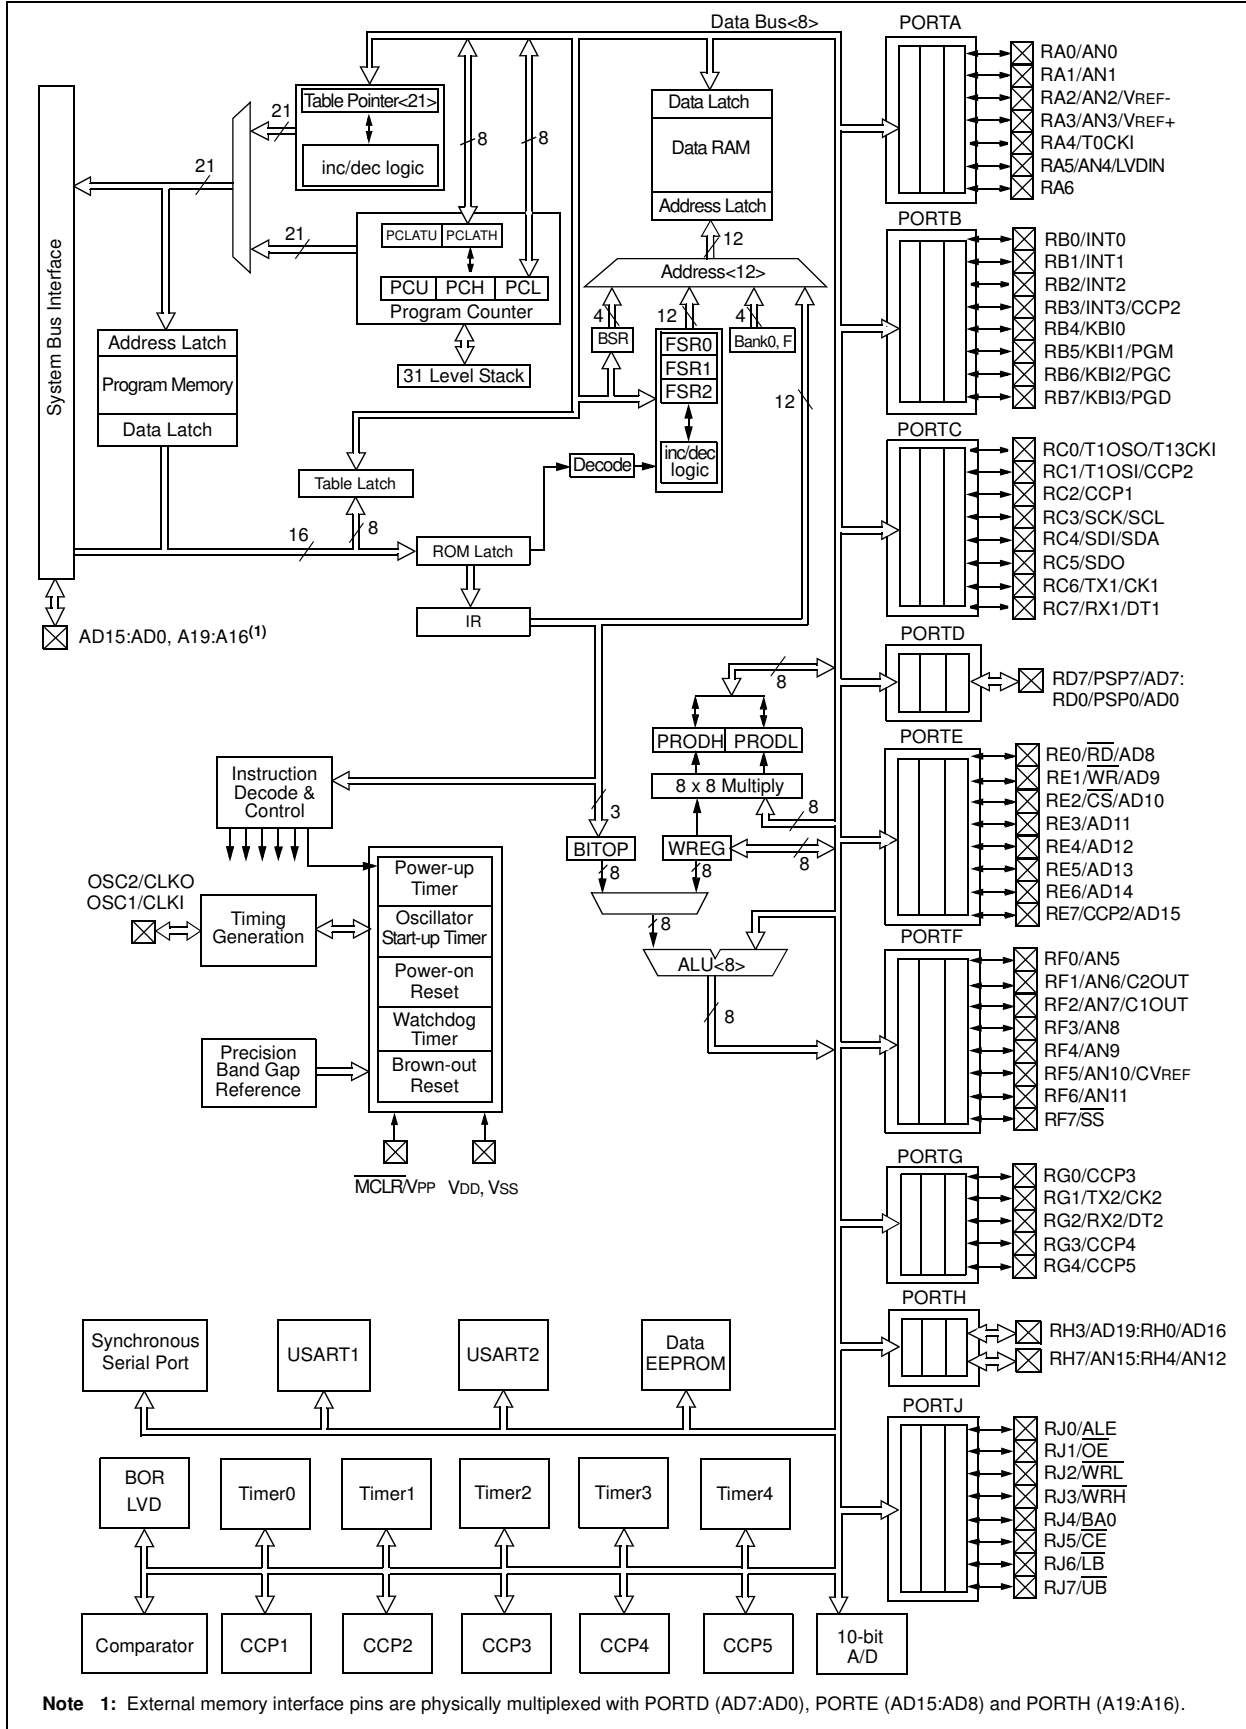 Data Bus<8>
Table Pointer<21>
inc/dec logic
21
21
21
8
8
PCLATU
PCLATH
PCU
PCH
PCL
Program Counter
31 Level Stack
System Bus Interface
Address Latch
Program Memory
Data Latch
Table Latch
16
8
ROM Latch
IR
AD15:AD0, A19:A16(1)
Data Latch
Data RAM
Address Latch
12
Address<12>
4
12
4
BSR
FSR0
FSR1
FSR2
Bank0, F
inc/dec
logic
Decode
12
8
PRODH
PRODL
8 x 8 Multiply
8
3
BITOP
WREG
8
8
8
8
ALU<8>
8
Instruction
Decode &
Control
OSC2/CLKO
OSC1/CLKI
Timing
Generation
Power-up
Timer
Oscillator
Start-up Timer
Power-on
Reset
Watchdog
Timer
Brown-out
Reset
Precision
Band Gap
Reference
MCLR/VPP
VDD, VSS
PORTA
RA0/AN0
RA1/AN1
RA2/AN2/VREF-
RA3/AN3/VREF+
RA4/T0CKI
RA5/AN4/LVDIN
RA6
PORTB
RB0/INT0
RB1/INT1
RB2/INT2
RB3/INT3/CCP2
RB4/KBI0
RB5/KBI1/PGM
RB6/KBI2/PGC
RB7/KBI3/PGD
PORTC
RC0/T1OSO/T13CKI
RC1/T1OSI/CCP2
RC2/CCP1
RC3/SCK/SCL
RC4/SDI/SDA
RC5/SDO
RC6/TX1/CK1
RC7/RX1/DT1
PORTD
RD7/PSP7/AD7:
RD0/PSP0/AD0
PORTE
RE0/RD/AD8
RE1/WR/AD9
RE2/CS/AD10
RE3/AD11
RE4/AD12
RE5/AD13
RE6/AD14
RE7/CCP2/AD15
PORTF
RF0/AN5
RF1/AN6/C2OUT
RF2/AN7/C1OUT
RF3/AN8
RF4/AN9
RF5/AN10/CVREF
RF6/AN11
RF7/SS
PORTG
RG0/CCP3
RG1/TX2/CK2
RG2/RX2/DT2
RG3/CCP4
RG4/CCP5
PORTH
RH3/AD19:RH0/AD16
RH7/AN15:RH4/AN12
PORTJ
RJ0/ALE
RJ1/OE
RJ2/WRL
RJ3/WRH
RJ4/BA0
RJ5/CE
RJ6/LB
RJ7/UB
Synchronous
Serial Port
USART1
USART2
Data
EEPROM
BOR
LVD
Timer0
Timer1
Timer2
Timer3
Timer4
Comparator
CCP1
CCP2
CCP3
CCP4
CCP5
10-bit
A/D
Note 1: External memory interface pins are physically multiplexed with PORTD (AD7:AD0), PORTE (AD15:AD8) and PORTH (A19:A16).